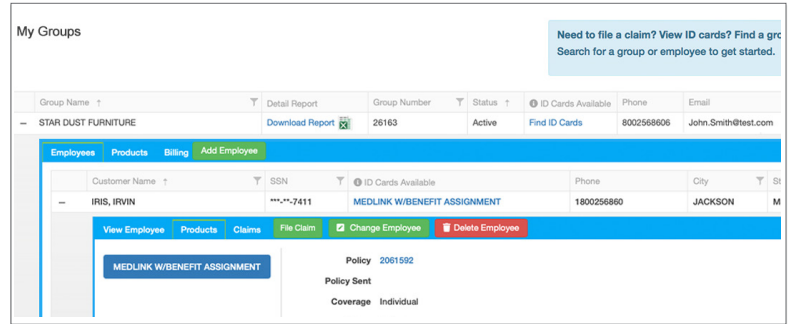 My Groups
Need to file a claim? View ID cards? Find a
Search for a group or employee to get started.
Group Name ↑ Detail Report Group Number Status ↑ ID Cards Available Phone Email
STAR DUST FURNITURE Download Report 26163 Active Find ID Cards 8002568606 John.Smith@test.com
Employees Products Billing Add Employee
Customer Name ↑ SSN ID Cards Available Phone City
IRIS, IRVIN ***-**-7411 MEDLINK W/BENEFIT ASSIGNMENT 1800256860 JACKSON
View Employee Products Claims File Claim Change Employee Delete Employee
MEDLINK W/BENEFIT ASSIGNMENT
Policy 2061592
Policy Sent
Coverage Individual